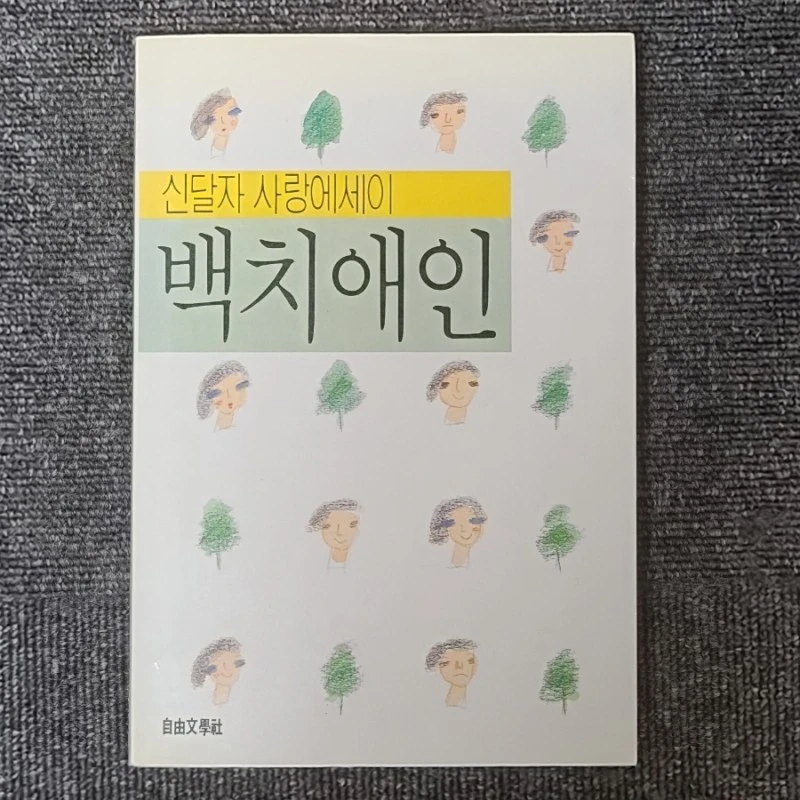 신달자 사랑에세이
백치애인
自由文學社